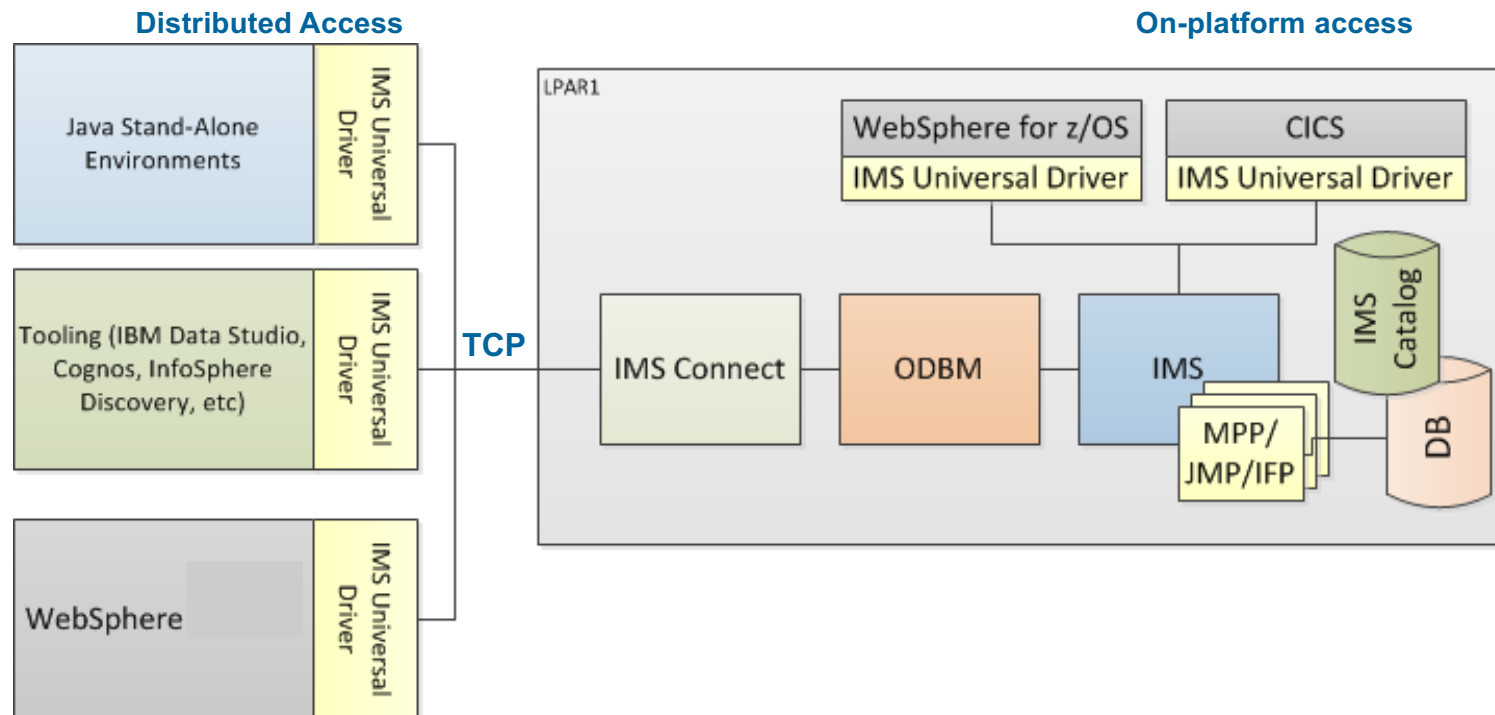 Distributed Access
On-platform access
Java Stand-Alone
Environments
IMS Universal
Driver
Tooling (IBM Data Studio,
Cognos, InfoSphere
Discovery, etc)
IMS Universal
Driver
WebSphere
IMS Universal
Driver
TCP
LPAR1
WebSphere for z/OS
IMS Universal Driver
CICS
IMS Universal Driver
IMS Connect
ODBM
IMS
MPP/
JMP/IFP
IMS
Catalog
DB